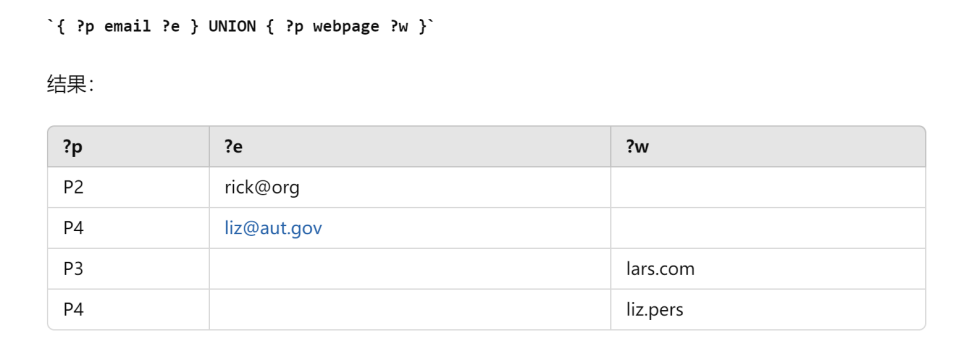 `{ ?p email ?e } UNION { ?p webpage ?w }`
结果：
?p ?e ?w
P2 rick@org
P4 liz@aut.gov
P3 lars.com
P4 liz.pers